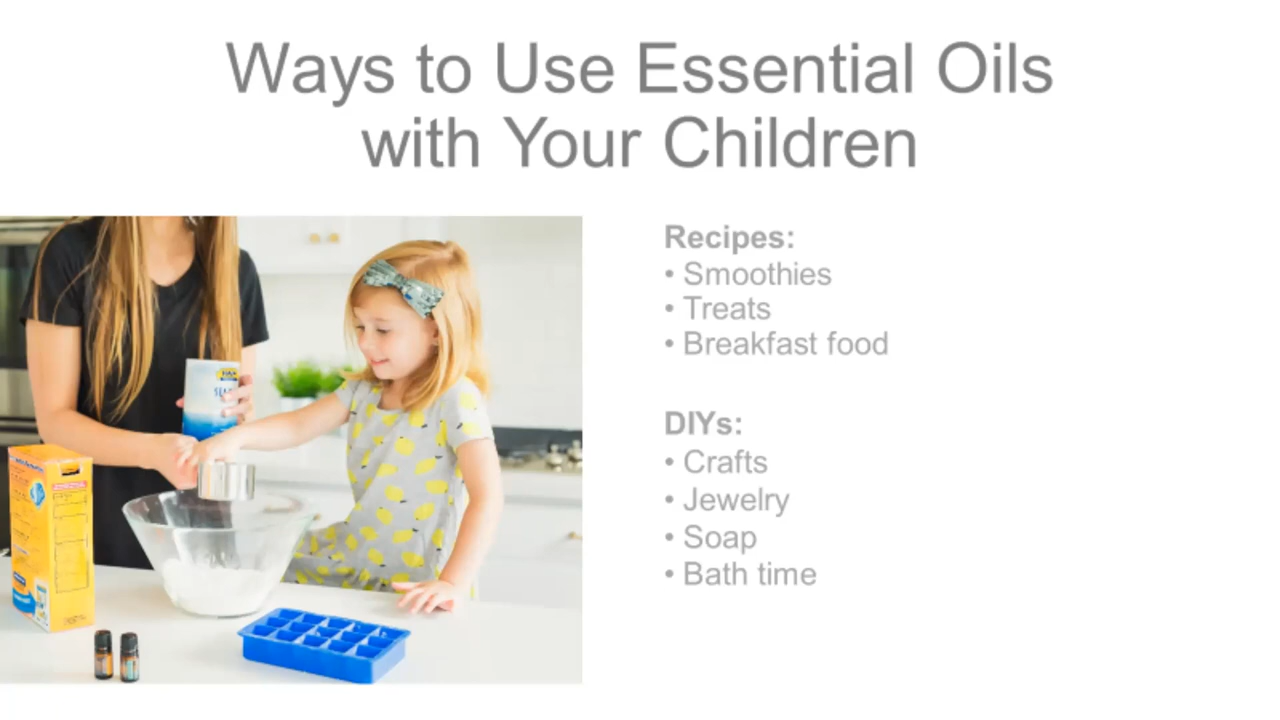 Ways to Use Essential Oils
with Your Children
Recipes:
• Smoothies
• Treats
• Breakfast food
DIYs:
• Crafts
• Jewelry
• Soap
• Bath time